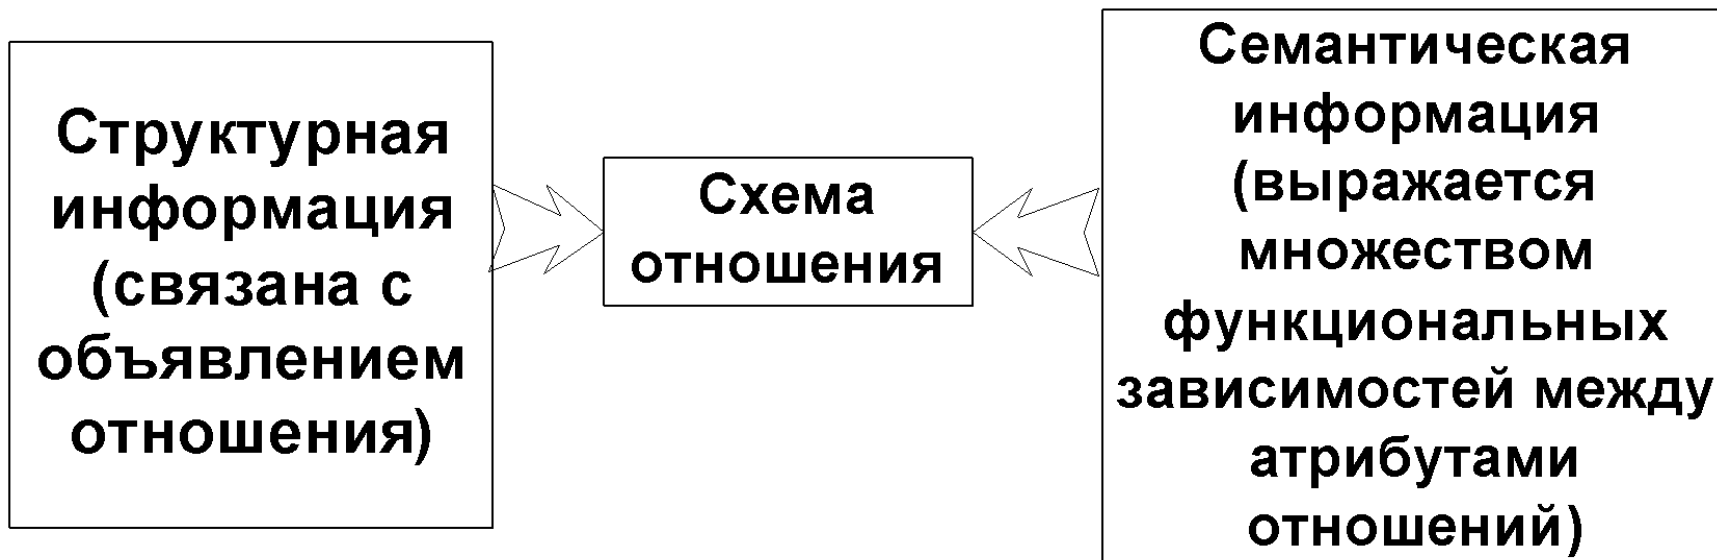 Структурная
информация
(связана с
объявлением
отношения)
Схема
отношения
Семантическая
информация
(выражается
множеством
функциональных
зависимостей между
атрибутами
отношений)